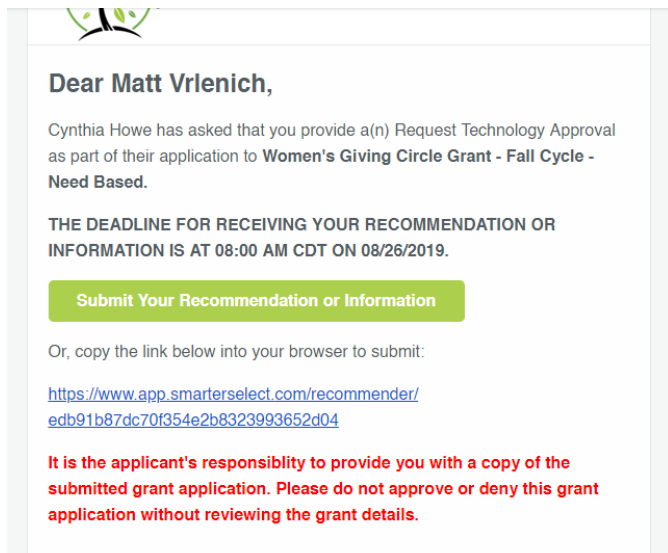 Dear Matt Vrlenich,
Cynthia Howe has asked that you provide a(n) Request Technology Approval
as part of their application to Women's Giving Circle Grant - Fall Cycle -
Need Based.
THE DEADLINE FOR RECEIVING YOUR RECOMMENDATION OR
INFORMATION IS AT 08:00 AM CDT ON 08/26/2019.
Submit Your Recommendation or Information
Or, copy the link below into your browser to submit:
https://www.app.smarterselect.com/recommender/
edb91b87dc70f354e2b8323993652d04
It is the applicant's responsiblity to provide you with a copy of the
submitted grant application. Please do not approve or deny this grant
application without reviewing the grant details.